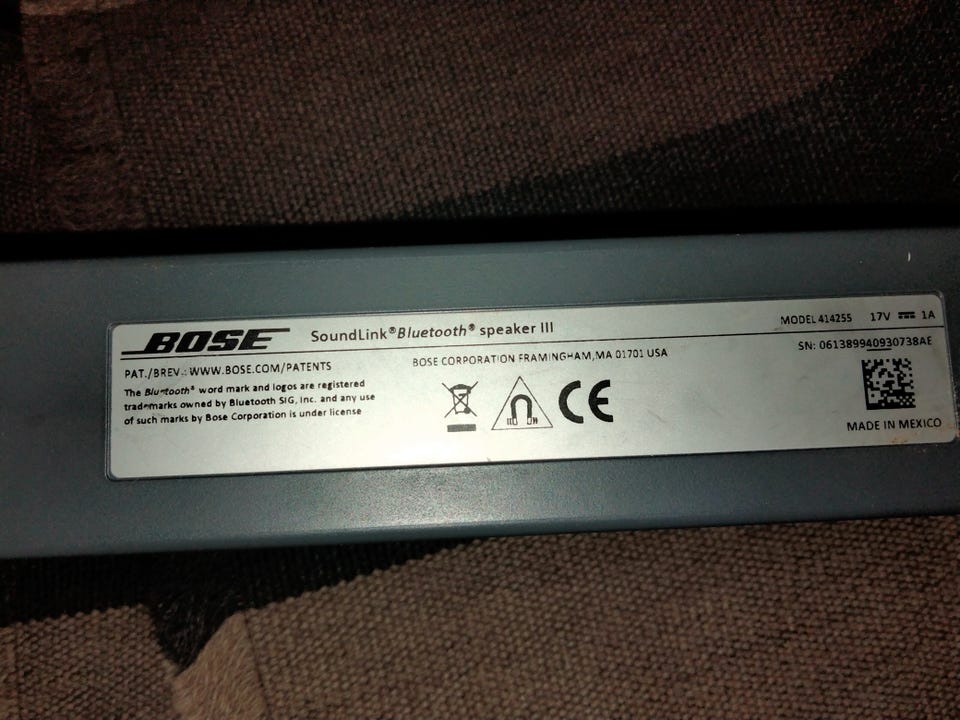 BOSE SoundLink® Bluetooth® speaker III MODEL 414255 17V 1A
PAT./BREV.: WWW.BOSE.COM/PATENTS
BOSE CORPORATION FRAMINGHAM, MA 01701 USA
SN: 061389940930738AE
The Bluetooth® word mark and logos are registered
trademarks owned by Bluetooth SIG, Inc. and any use
of such marks by Bose Corporation is under license
CE
MADE IN MEXICO